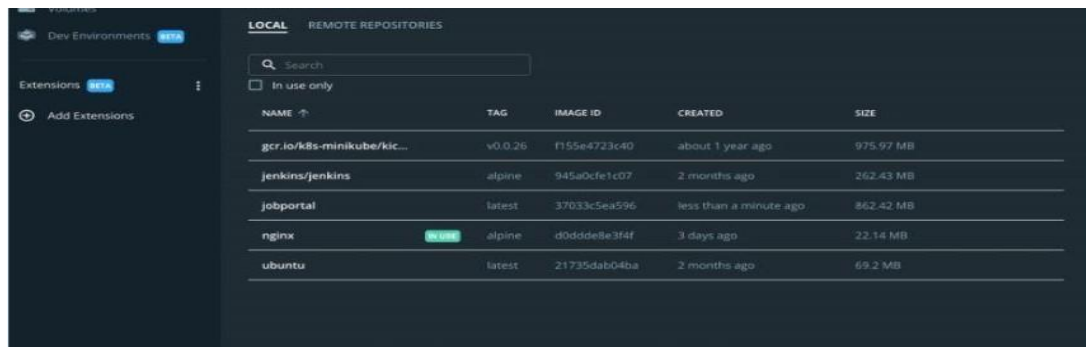 Volumes
Dev Environments BETA
Extensions BETA
Add Extensions
LOCAL REMOTE REPOSITORIES
Search
In use only
NAME TAG IMAGE ID CREATED SIZE
gcr.io/k8s-minikube/kic... v0.0.26 f155e4723c40 about 1 year ago 975.97 MB
jenkins/jenkins alpine 945a0cfe1c07 2 months ago 262.43 MB
jobportal latest 37033c5ea596 less than a minute ago 862.42 MB
nginx IN USE alpine d0ddde8e3f4f 3 days ago 22.14 MB
ubuntu latest 21735dab04ba 2 months ago 69.2 MB